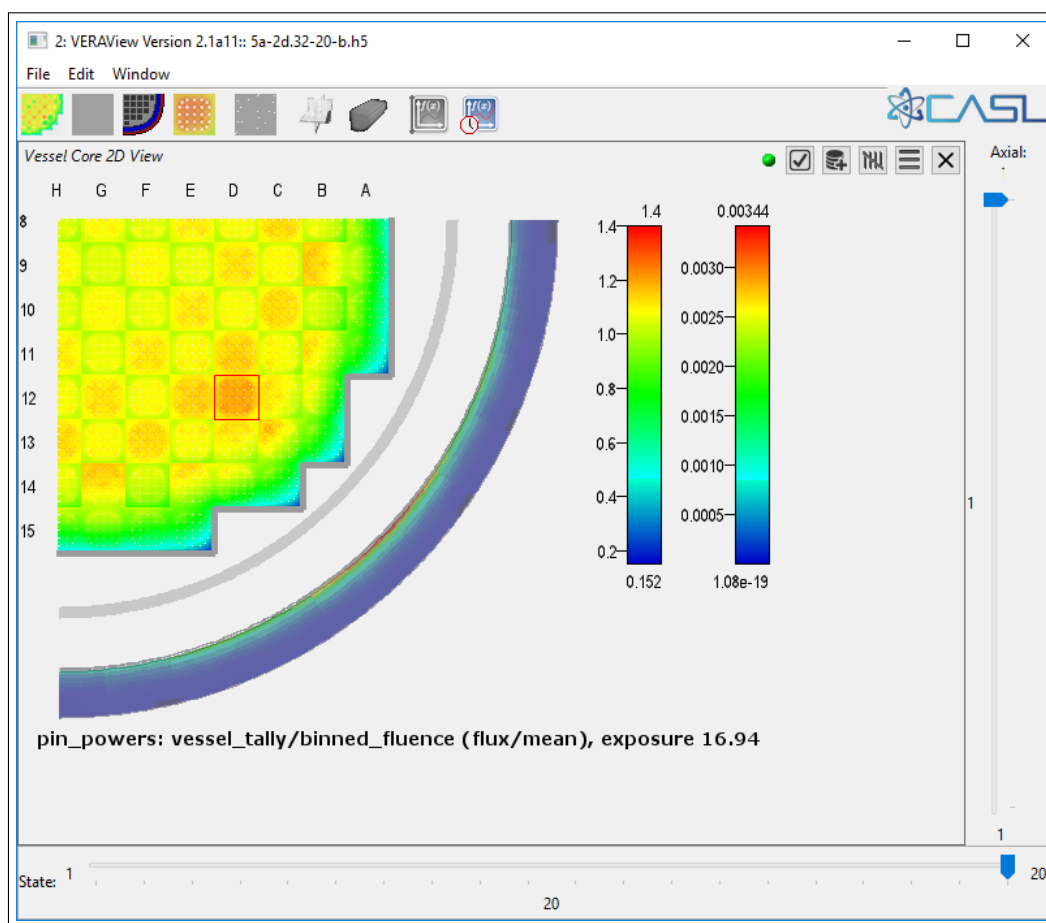 2: VERAView Version 2.1a11:: 5a-2d.32-20-b.h5
File Edit Window
CASL
Vessel Core 2D View
Axial:
H G F E D C B A
8
9
10
11
12
13
14
15
1.4 0.00344
1.4
1.2
1.0
0.8
0.6
0.4
0.2
0.0030
0.0025
0.0020
0.0015
0.0010
0.0005
0.152 1.08e-19
1
pin_powers: vessel_tally/binned_fluence (flux/mean), exposure 16.94
1
State: 1 20
20